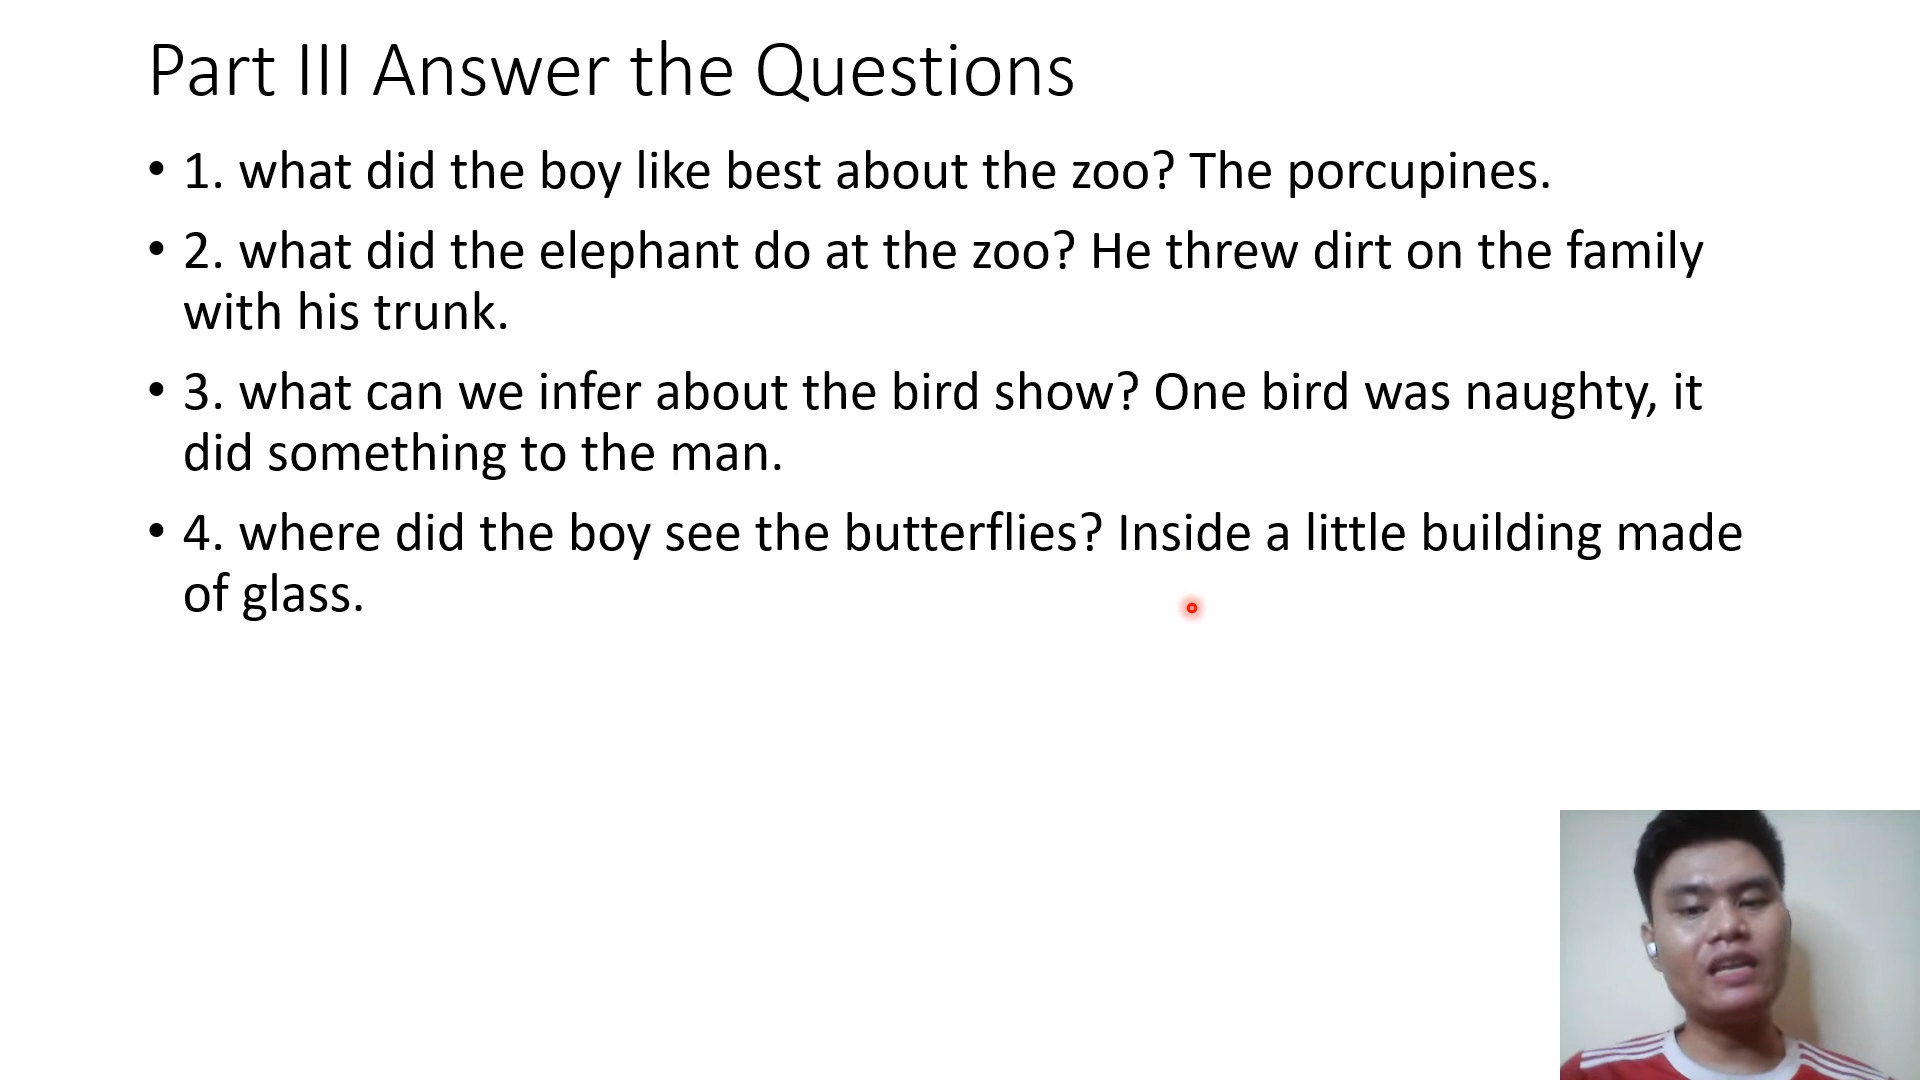 Part III Answer the Questions
• 1. what did the boy like best about the zoo? The porcupines.
• 2. what did the elephant do at the zoo? He threw dirt on the family
with his trunk.
• 3. what can we infer about the bird show? One bird was naughty, it
did something to the man.
• 4. where did the boy see the butterflies? Inside a little building made
of glass.